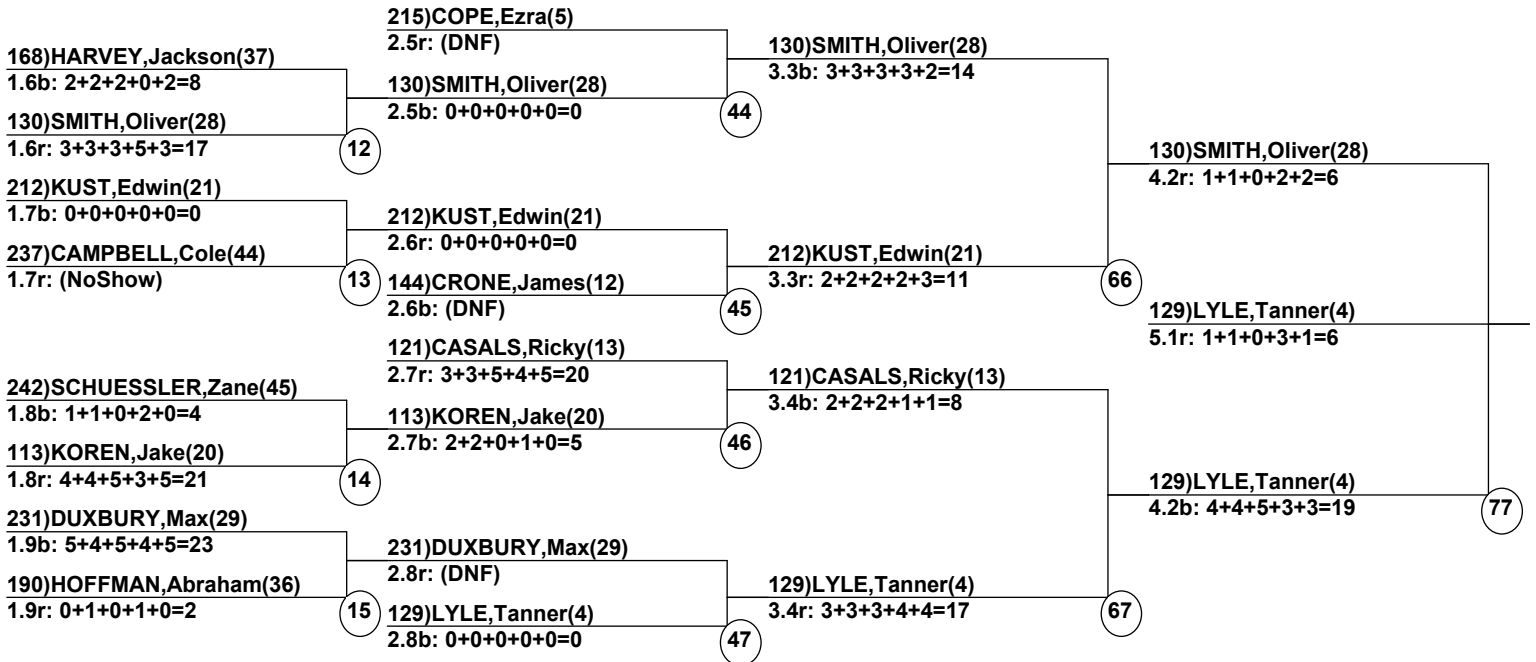 168)HARVEY,Jackson(37)
1.6b: 2+2+2+0+2=8
130)SMITH,Oliver(28)
1.6r: 3+3+3+5+3=17
12
212)KUST,Edwin(21)
1.7b: 0+0+0+0+0=0
237)CAMPBELL,Cole(44)
1.7r: (NoShow)
13
242)SCHUESSLER,Zane(45)
1.8b: 1+1+0+2+0=4
113)KOREN,Jake(20)
1.8r: 4+4+5+3+5=21
14
231)DUXBURY,Max(29)
1.9b: 5+4+5+4+5=23
190)HOFFMAN,Abraham(36)
1.9r: 0+1+0+1+0=2
15
215)COPE,Ezra(5)
2.5r: (DNF)
130)SMITH,Oliver(28)
2.5b: 0+0+0+0+0=0
44
212)KUST,Edwin(21)
2.6r: 0+0+0+0+0=0
144)CRONE,James(12)
2.6b: (DNF)
45
121)CASALS,Ricky(13)
2.7r: 3+3+5+4+5=20
113)KOREN,Jake(20)
2.7b: 2+2+0+1+0=5
46
231)DUXBURY,Max(29)
2.8r: (DNF)
129)LYLE,Tanner(4)
2.8b: 0+0+0+0+0=0
47
130)SMITH,Oliver(28)
3.3b: 3+3+3+3+2=14
212)KUST,Edwin(21)
3.3r: 2+2+2+2+3=11
66
121)CASALS,Ricky(13)
3.4b: 2+2+2+1+1=8
129)LYLE,Tanner(4)
3.4r: 3+3+3+4+4=17
67
130)SMITH,Oliver(28)
4.2r: 1+1+0+2+2=6
129)LYLE,Tanner(4)
5.1r: 1+1+0+3+1=6
129)LYLE,Tanner(4)
4.2b: 4+4+5+3+3=19
77